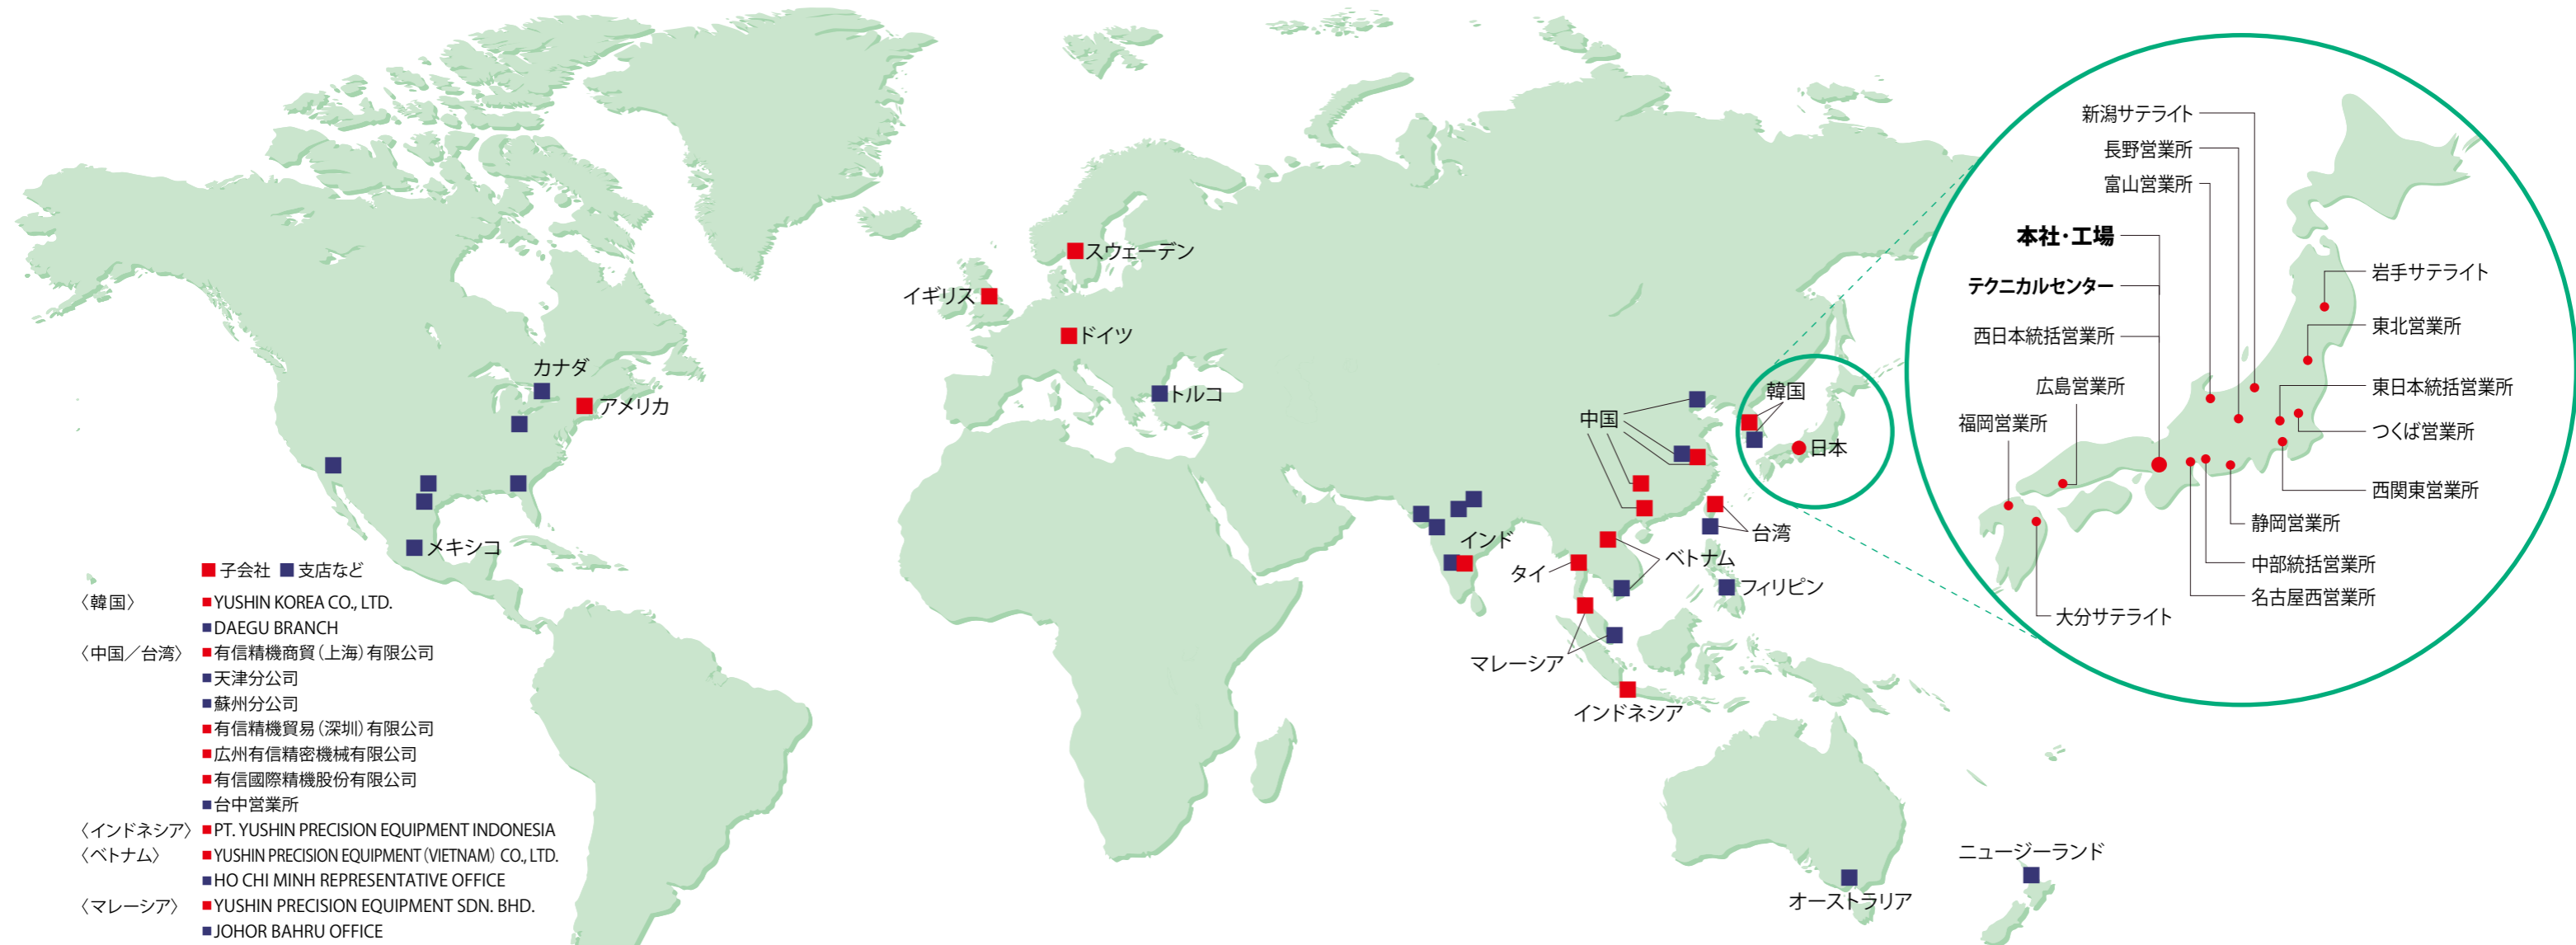 スウェーデン
イギリス
ドイツ
カナダ
アメリカ
トルコ
メキシコ
中国
韓国
日本
インド
台湾
ベトナム
タイ
フィリピン
マレーシア
インドネシア
オーストラリア
ニュージーランド
新潟サテライト
長野営業所
富山営業所
本社・工場
テクニカルセンター
西日本統括営業所
広島営業所
福岡営業所
岩手サテライト
東北営業所
東日本統括営業所
つくば営業所
西関東営業所
静岡営業所
中部統括営業所
名古屋西営業所
大分サテライト
■子会社 ■支店など
〈韓国〉 ■YUSHIN KOREA CO., LTD.
■DAEGU BRANCH
〈中国／台湾〉 ■有信精機商貿（上海）有限公司
■天津分公司
■蘇州分公司
■有信精機貿易（深圳）有限公司
■広州有信精密機械有限公司
■有信國際精機股份有限公司
■台中営業所
〈インドネシア〉 ■PT. YUSHIN PRECISION EQUIPMENT INDONESIA
〈ベトナム〉 ■YUSHIN PRECISION EQUIPMENT（VIETNAM）CO., LTD.
■HO CHI MINH REPRESENTATIVE OFFICE
〈マレーシア〉 ■YUSHIN PRECISION EQUIPMENT SDN. BHD.
■JOHOR BAHRU OFFICE